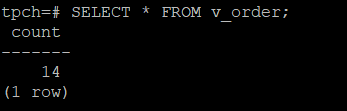 tpch=# SELECT * FROM v_order;
 count
-------
    14
(1 row)